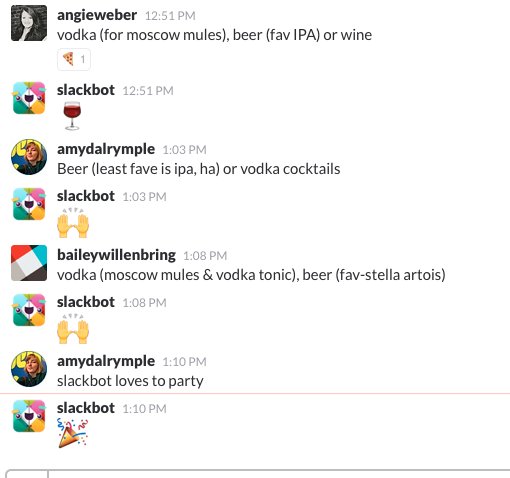 angieweber 12:51 PM
vodka (for moscow mules), beer (fav IPA) or wine
🍕 1
slackbot 12:51 PM
🍷
amydalrymple 1:03 PM
Beer (least fave is ipa, ha) or vodka cocktails
slackbot 1:03 PM
🙌
baileywillenbring 1:08 PM
vodka (moscow mules & vodka tonic), beer (fav-stella artois)
slackbot 1:08 PM
🙌
amydalrymple 1:10 PM
slackbot loves to party
slackbot 1:10 PM
🎉